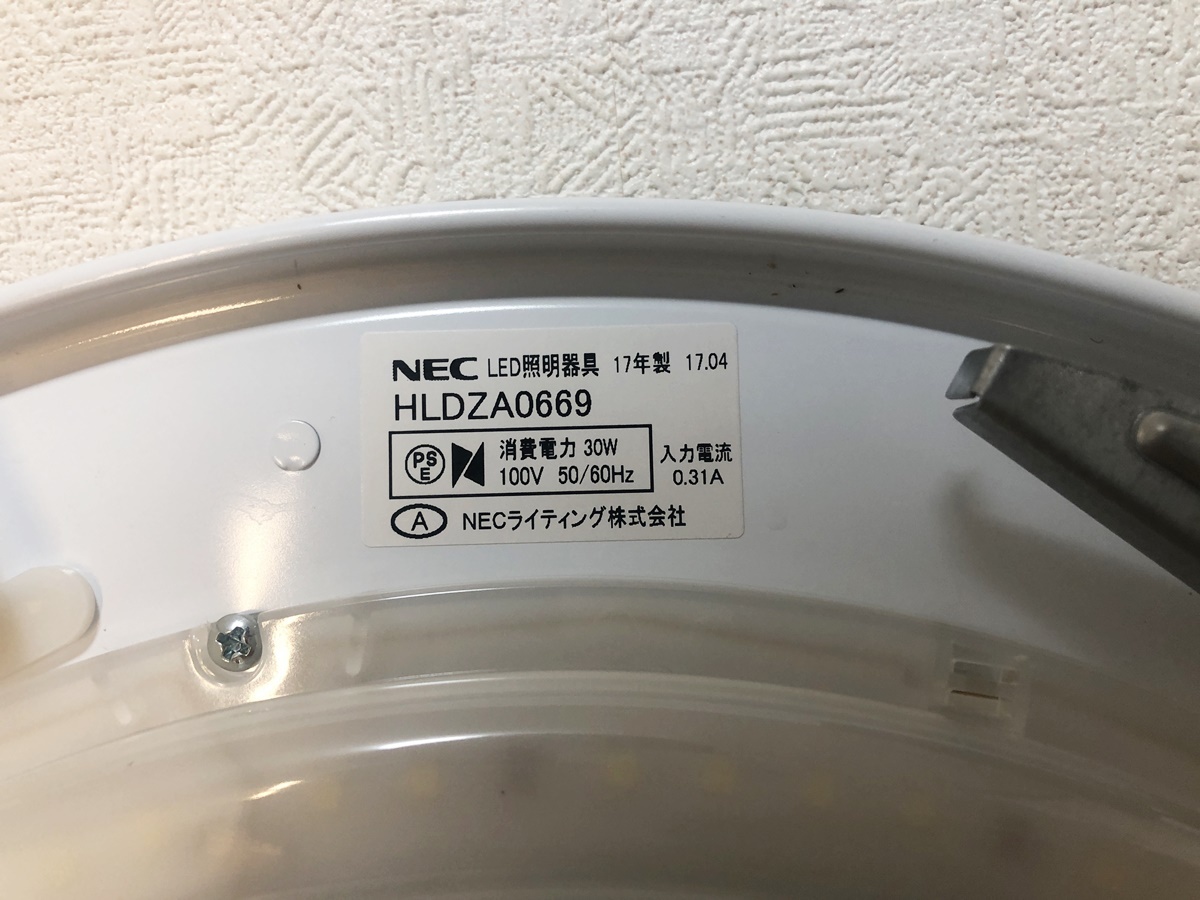 NEC LED照明器具 17年製 17.04
HLDZA0669
PSE 消費電力 30W
100V 50/60Hz
入力電流
0.31A
A NECライティング株式会社